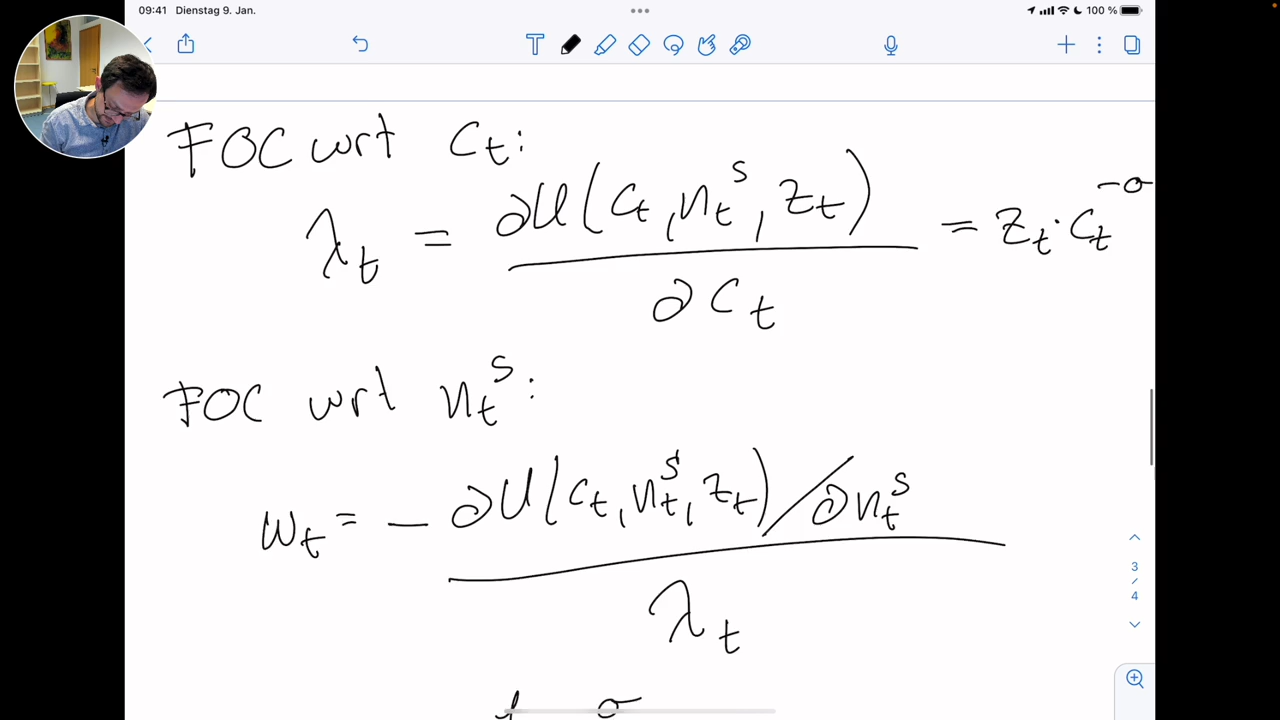 09:41 Dienstag 9. Jan. 100 %
FOC wrt c_t:
λ_t = ∂U(c_t, n_t^s, z_t) / ∂c_t = z_t · c_t^{-σ}
FOC wrt n_t^s:
w_t = - ∂U(c_t, n_t^s, z_t) / ∂n_t^s / λ_t
3
/
4
σ